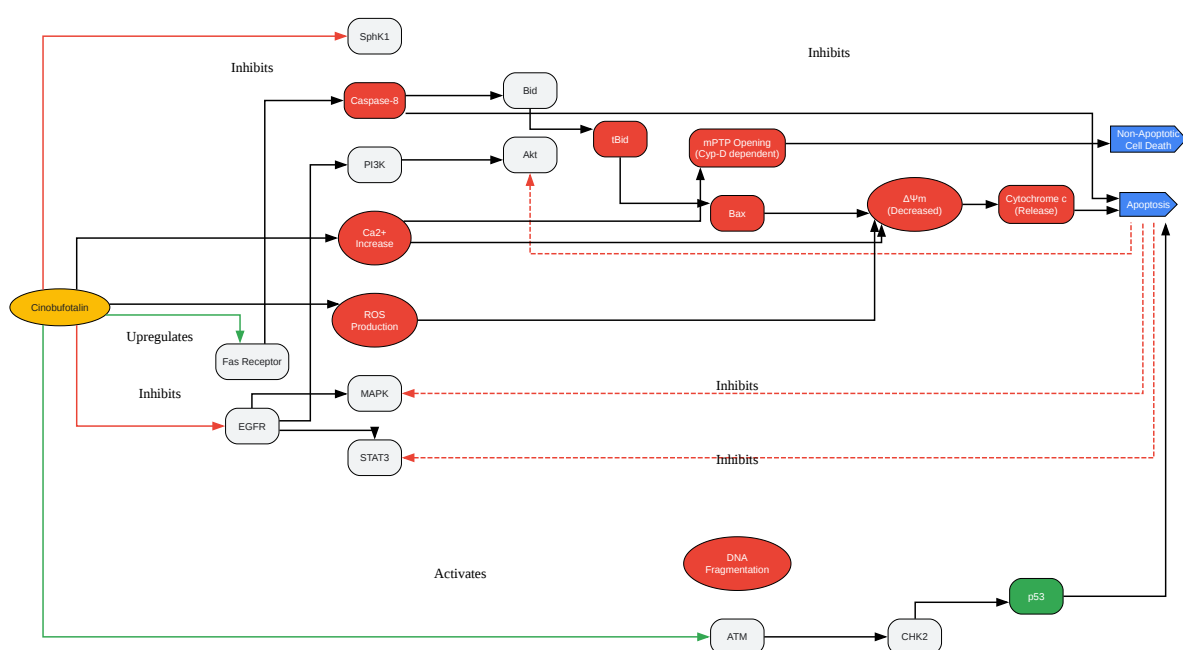 SphK1
Inhibits
Inhibits
Caspase-8
Bid
tBid
mPTP Opening
(Cyp-D dependent)
Non-Apoptotic
Cell Death
PI3K
Akt
Ca2+
Increase
Bax
ΔΨm
(Decreased)
Cytochrome c
(Release)
Apoptosis
Cinobufotalin
ROS
Production
Upregulates
Fas Receptor
Inhibits
MAPK
Inhibits
EGFR
STAT3
Inhibits
DNA
Fragmentation
Activates
p53
ATM
CHK2